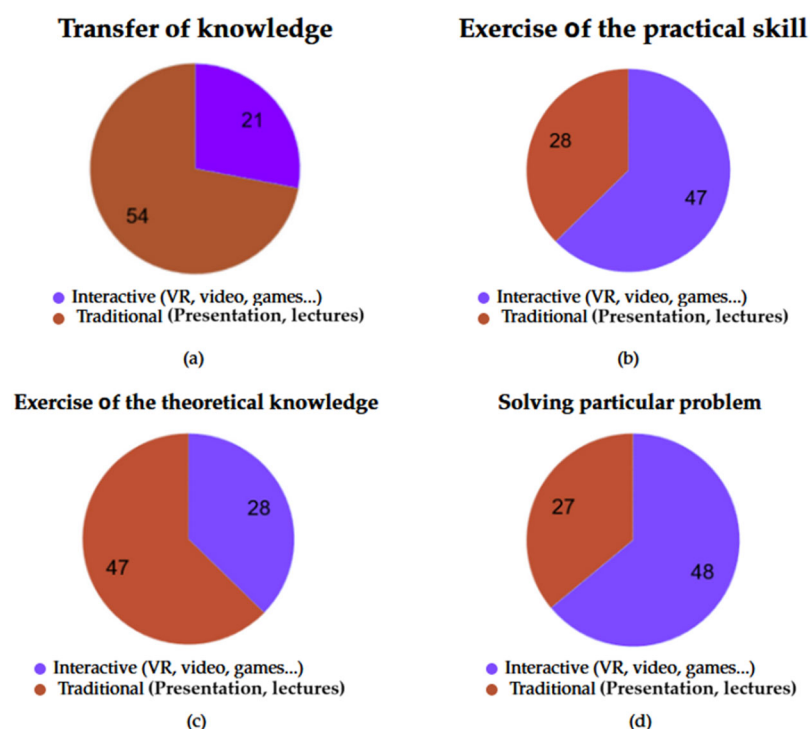 Transfer of knowledge
21
54
Interactive (VR, video, games...)
Traditional (Presentation, lectures)
(a)
Exercise of the practical skill
28
47
Interactive (VR, video, games...)
Traditional (Presentation, lectures)
(b)
Exercise of the theoretical knowledge
28
47
Interactive (VR, video, games...)
Traditional (Presentation, lectures)
(c)
Solving particular problem
27
48
Interactive (VR, video, games...)
Traditional (Presentation, lectures)
(d)